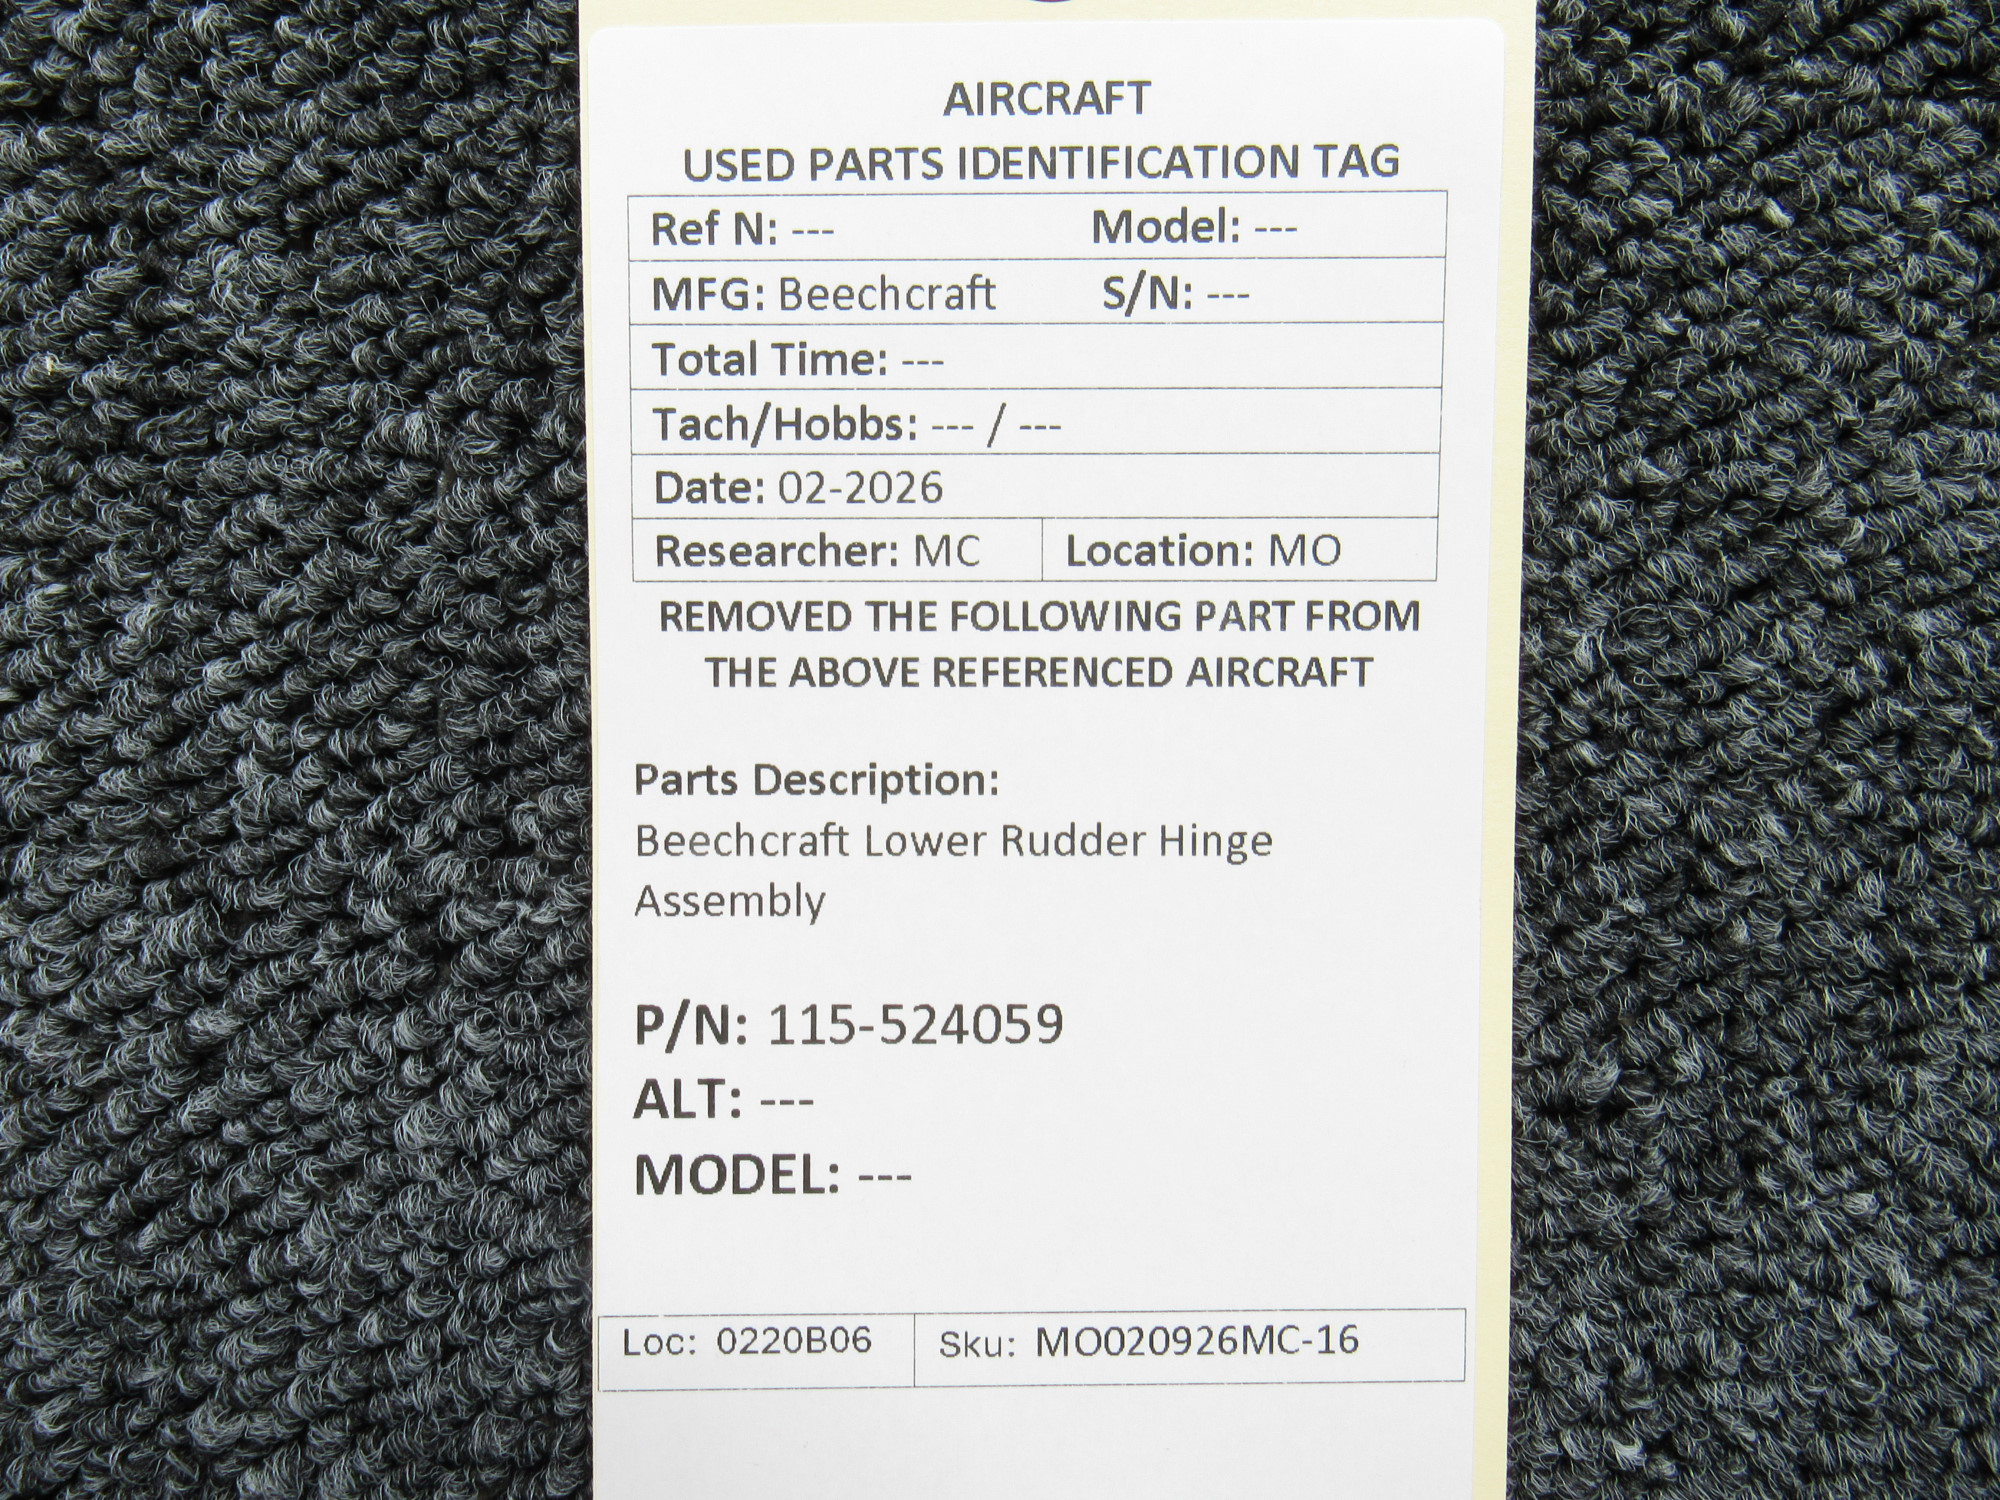 AIRCRAFT
USED PARTS IDENTIFICATION TAG
Ref N: --- Model: ---
MFG: Beechcraft S/N: ---
Total Time: ---
Tach/Hobbs: --- / ---
Date: 02-2026
Researcher: MC Location: MO
REMOVED THE FOLLOWING PART FROM
THE ABOVE REFERENCED AIRCRAFT
Parts Description:
Beechcraft Lower Rudder Hinge
Assembly
P/N: 115-524059
ALT: ---
MODEL: ---
Loc: 0220B06 Sku: MO020926MC-16